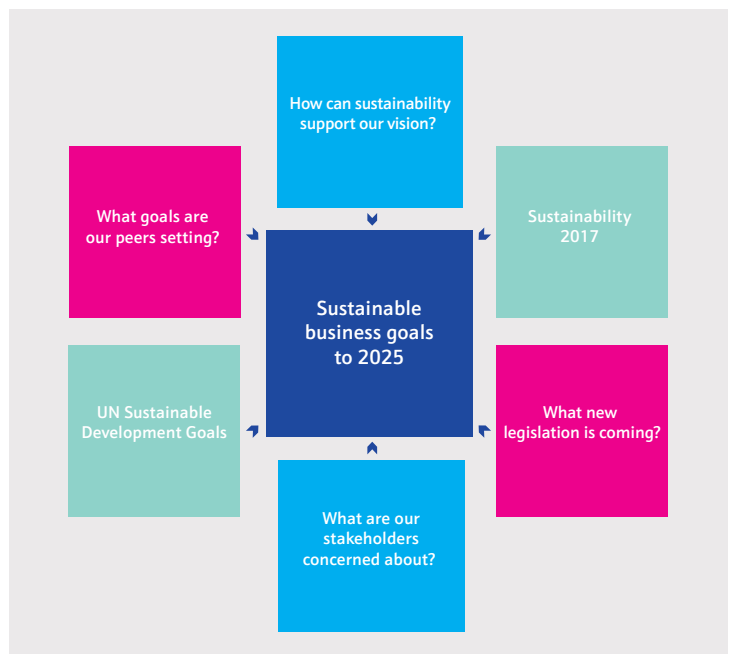 How can sustainability
support our vision?
What goals are
our peers setting?
Sustainability
2017
Sustainable
business goals
to 2025
UN Sustainable
Development Goals
What new
legislation is coming?
What are our
stakeholders
concerned about?